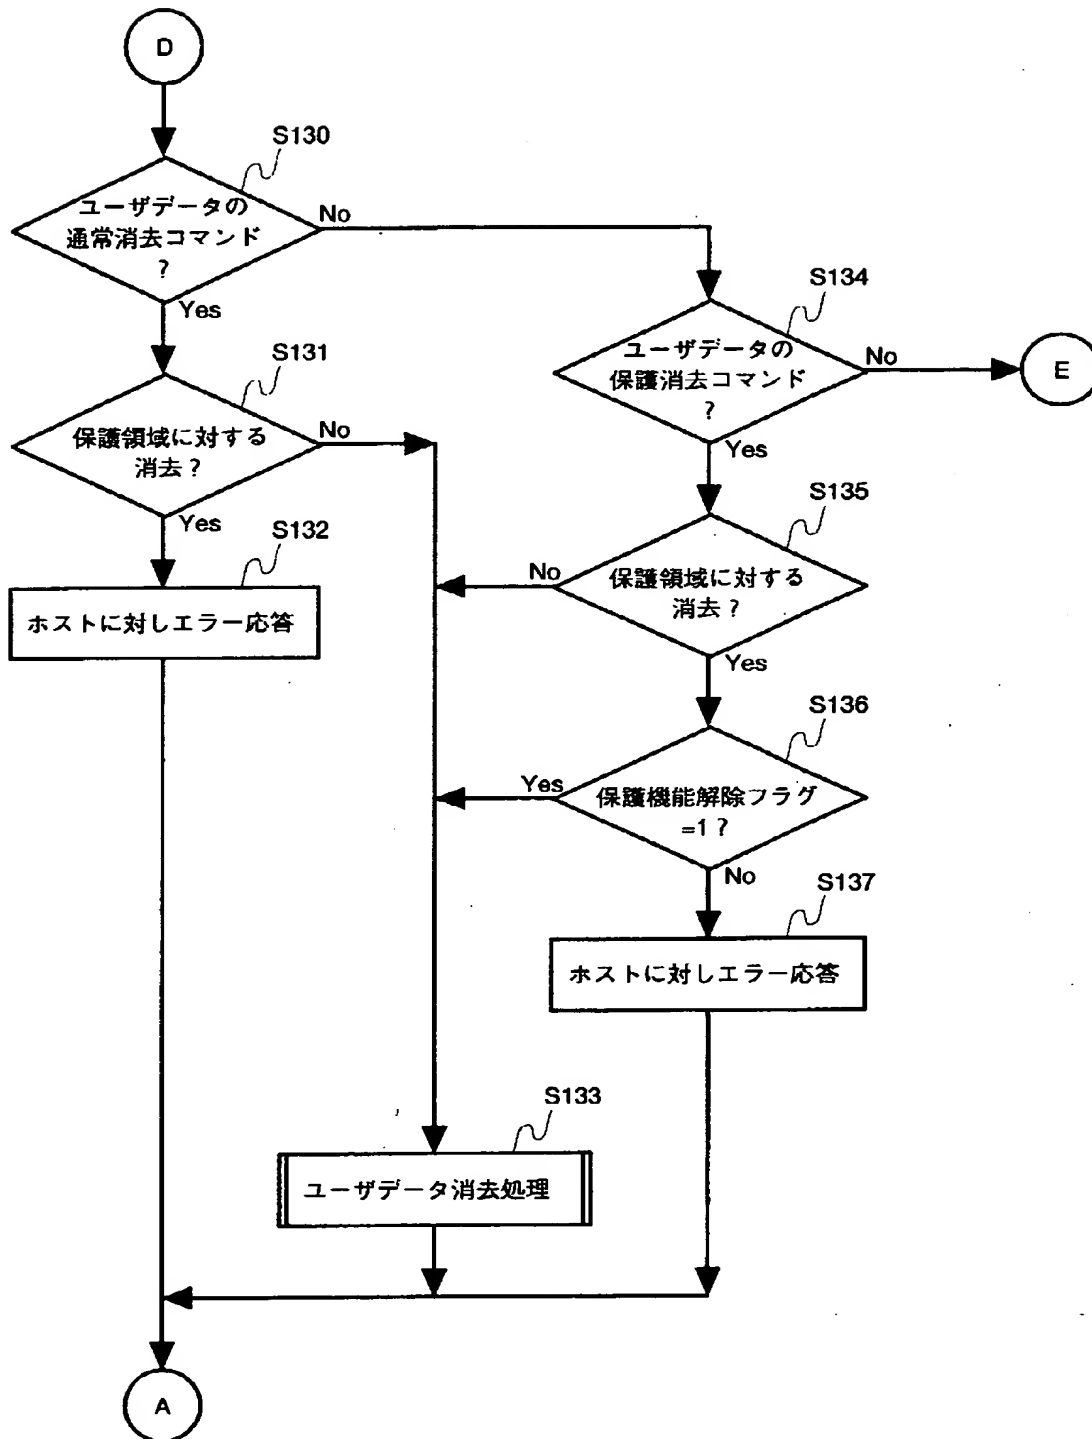 D
S130
ユーザデータの
通常消去コマンド
?
No
Yes
S134
ユーザデータの
保護消去コマンド
?
No
E
Yes
S131
保護領域に対する
消去?
No
Yes
S135
保護領域に対する
消去?
No
Yes
S132
ホストに対しエラー応答
S136
保護機能解除フラグ
=1?
Yes
No
S137
ホストに対しエラー応答
S133
ユーザデータ消去処理
A